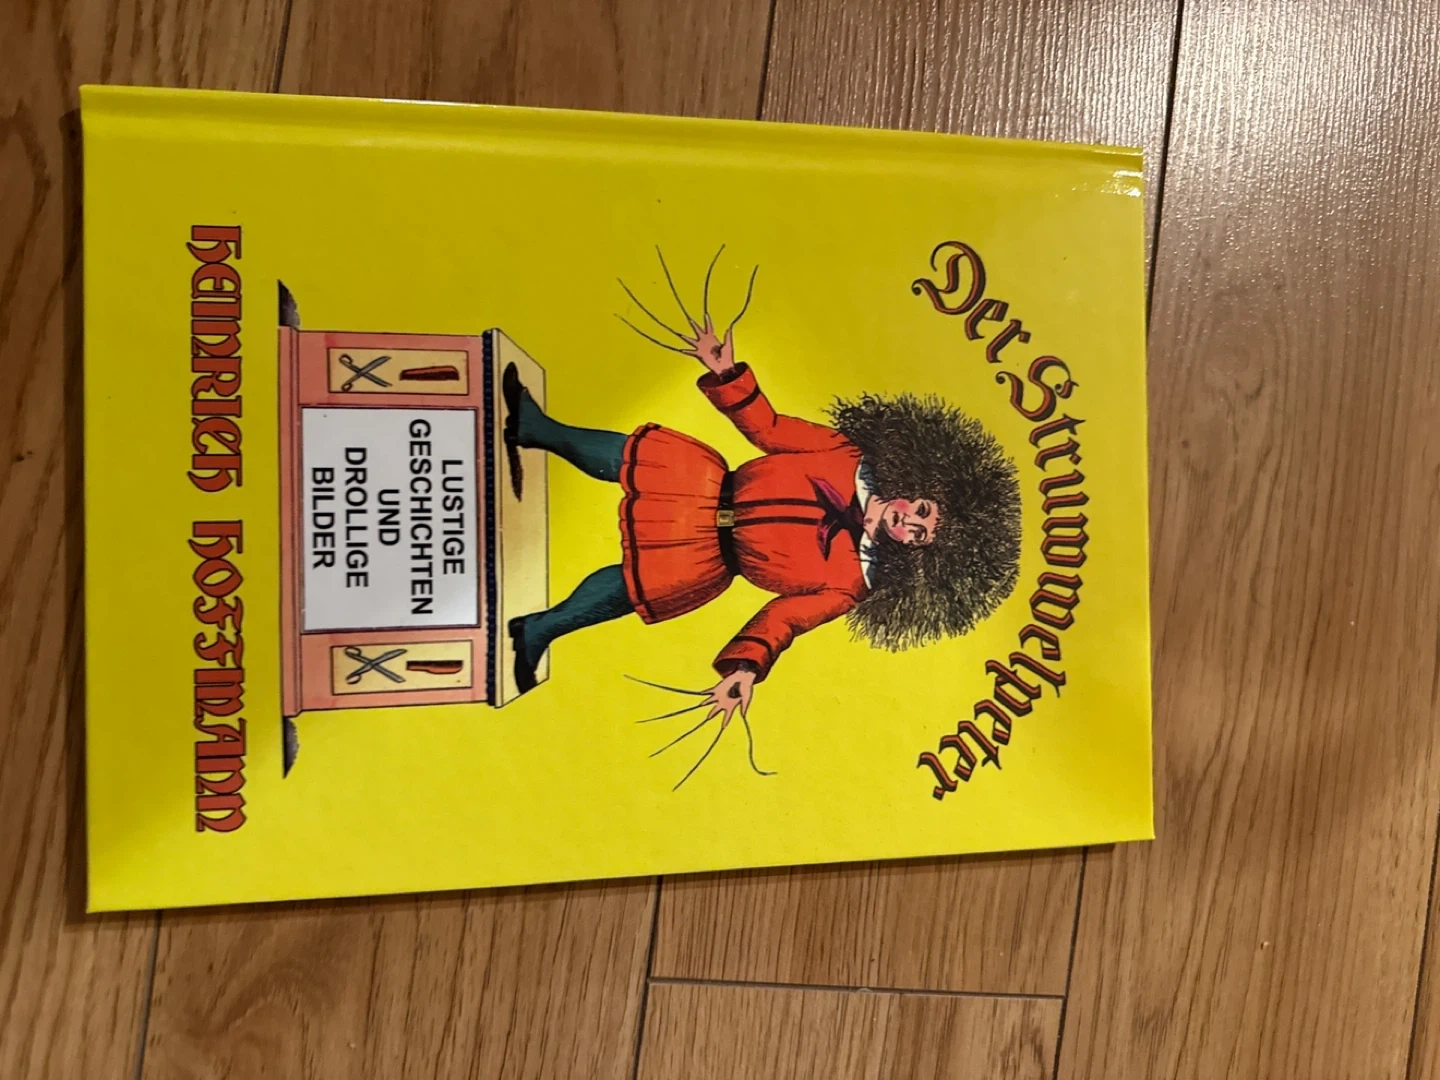 Der Struwwelpeter
LUSTIGE
GESCHICHTEN
UND
DROLLIGE
BILDER
HEINRICH HOFFMANN